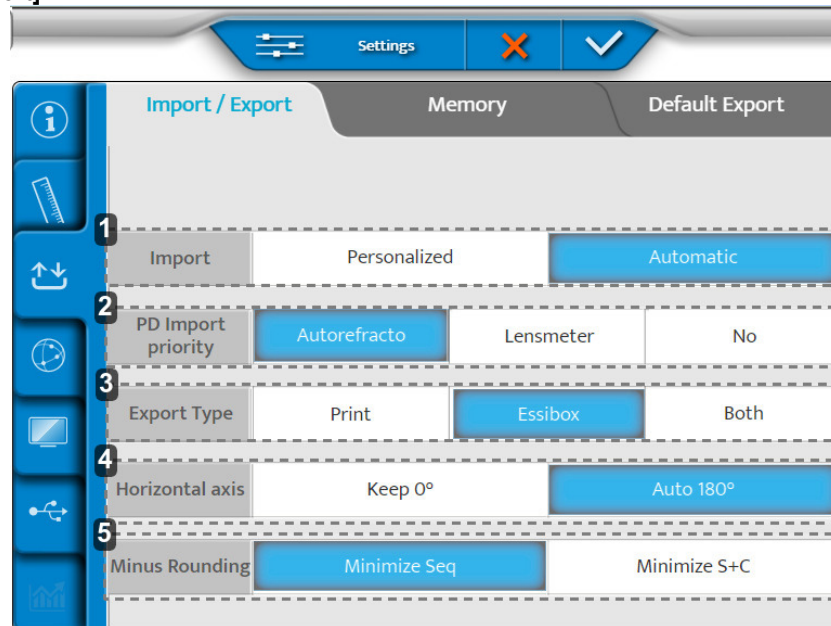 Settings
Import / Export Memory Default Export
1
Import Personalized Automatic
2
PD Import
priority
Autorefracto Lensmeter No
3
Export Type Print Essibox Both
4
Horizontal axis Keep 0° Auto 180°
5
Minus Rounding Minimize Seq Minimize S+C